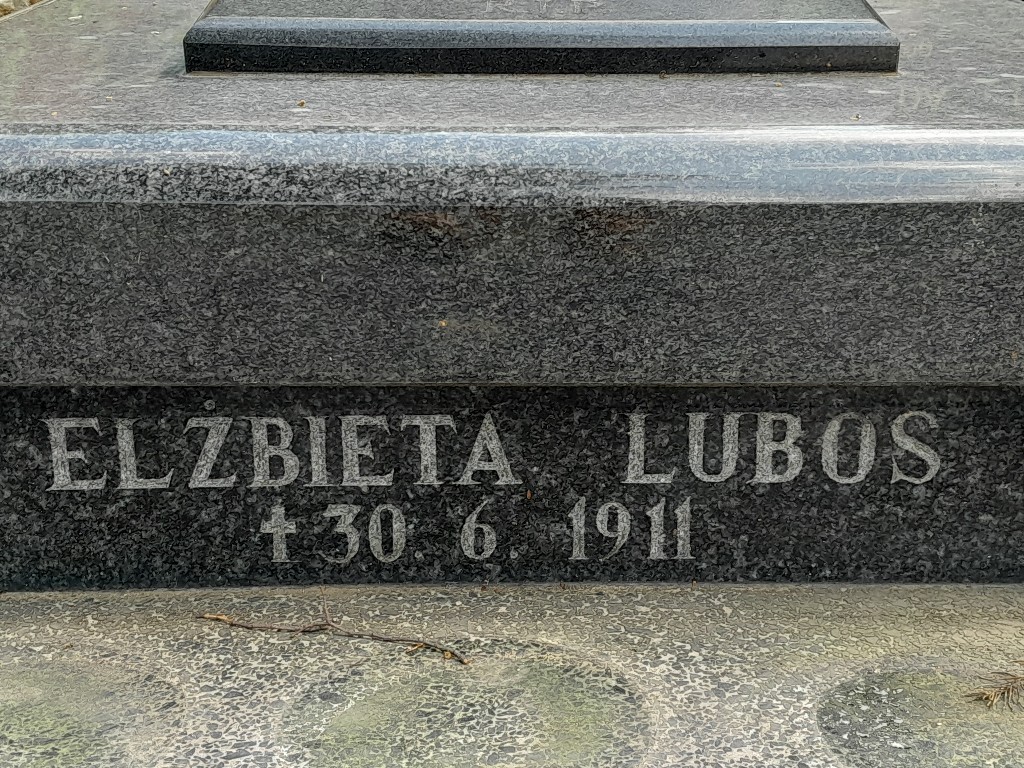 R I P
ELŻBIETA LUBOS
✝ 30. 6. 1911